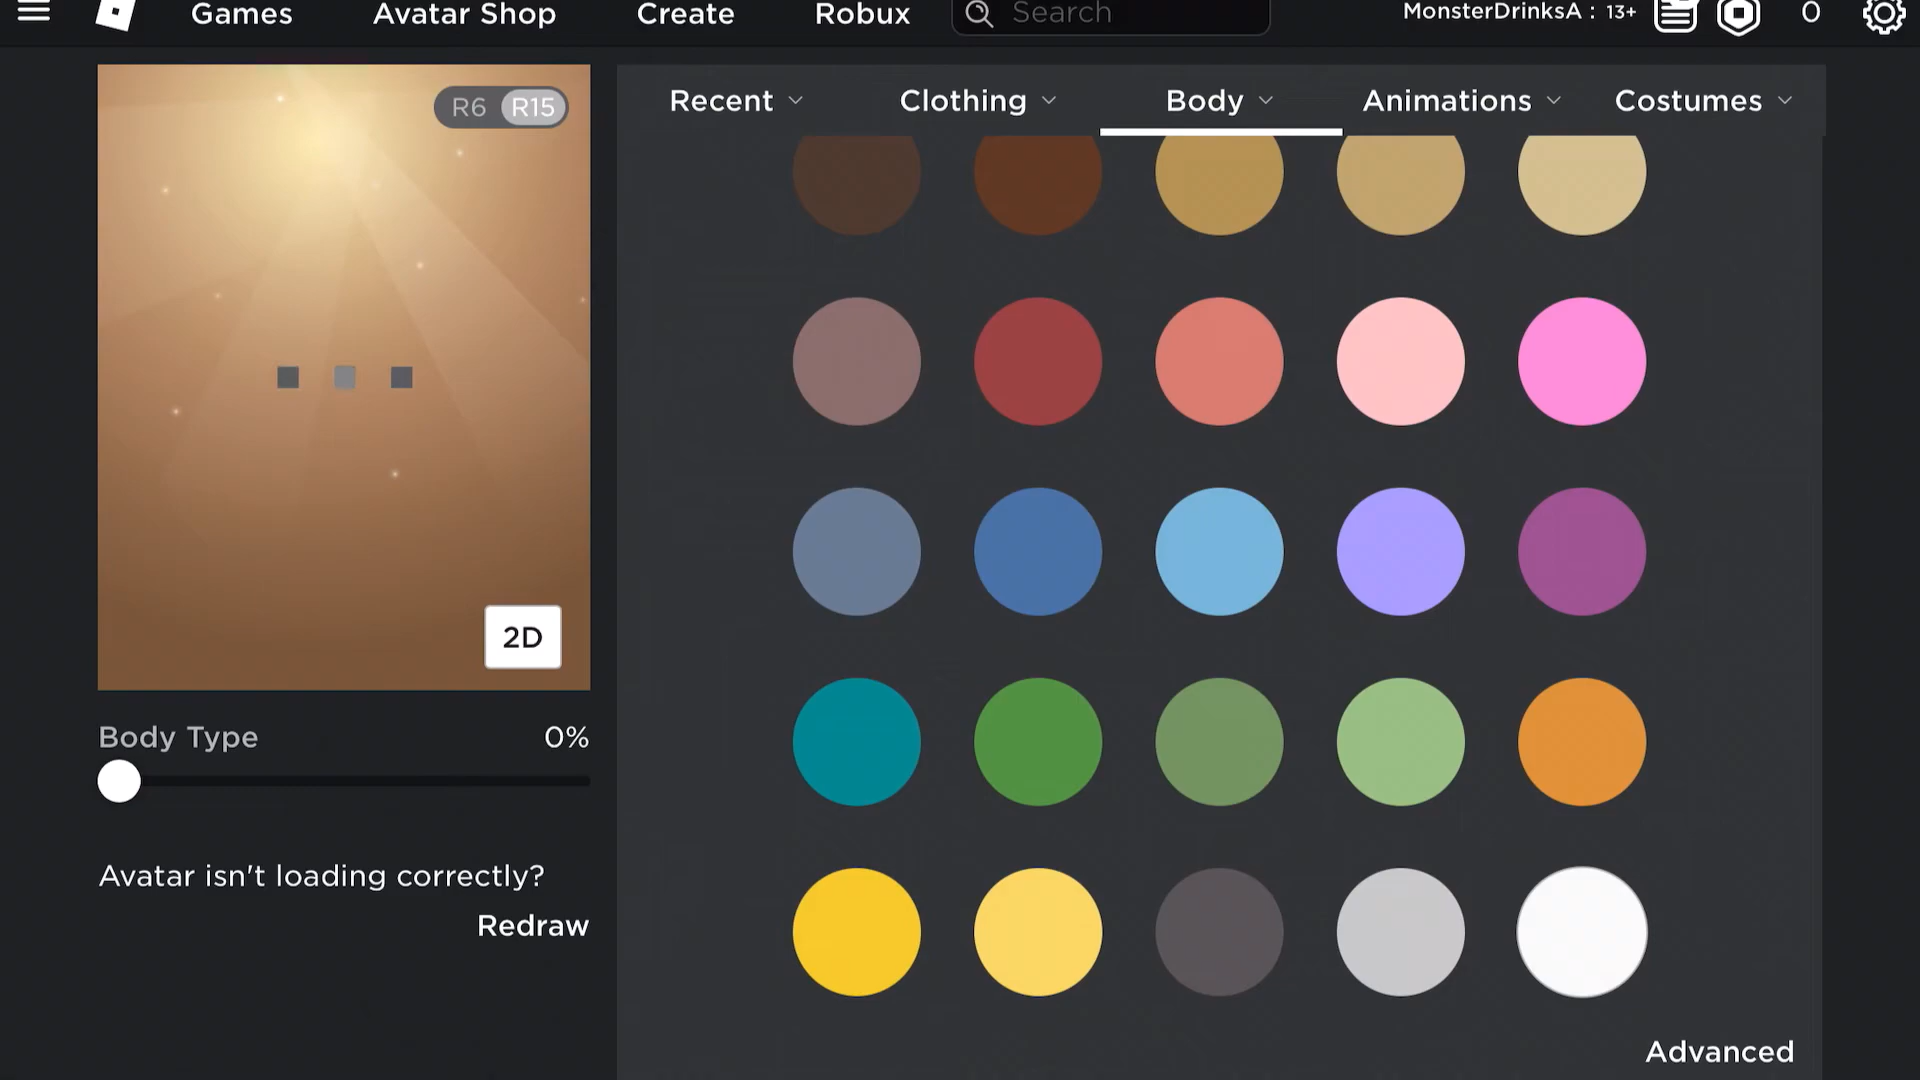 Games Avatar Shop Create Robux Search MonsterDrinksA : 13+ 0
R6 R15
Recent Clothing Body Animations Costumes
2D
Body Type 0%
Avatar isn't loading correctly?
Redraw
Advanced